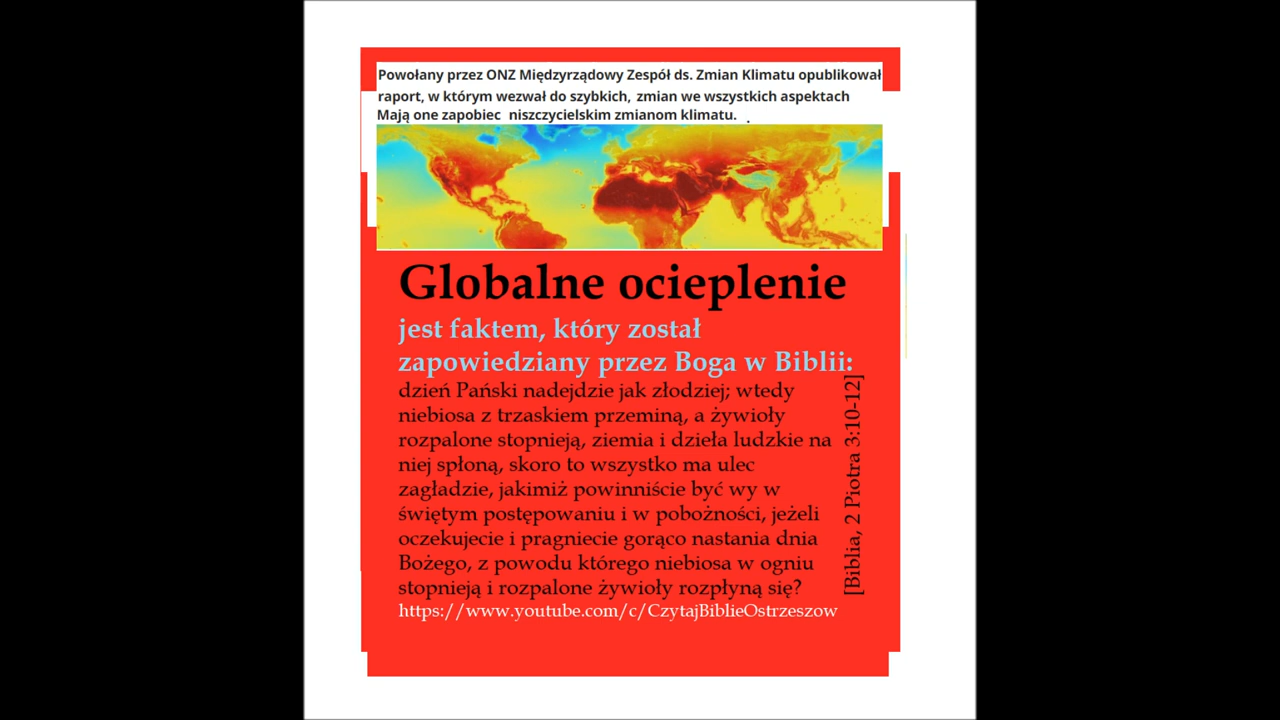 Powołany przez ONZ Międzyrządowy Zespół ds. Zmian Klimatu opublikował
raport, w którym wezwał do szybkich, zmian we wszystkich aspektach
Mają one zapobiec niszczycielskim zmianom klimatu. .
Globalne ocieplenie
jest faktem, który został
zapowiedziany przez Boga w Biblii:
dzień Pański nadejdzie jak złodziej; wtedy
niebiosa z trzaskiem przeminą, a żywioły
rozpalone stopnieją, ziemia i dzieła ludzkie na
niej spłoną, skoro to wszystko ma ulec
zagładzie, jakimiż powinniście być wy w
świętym postępowaniu i w pobożności, jeżeli
oczekujecie i pragniecie gorąco nastania dnia
Bożego, z powodu którego niebiosa w ogniu
stopnieją i rozpalone żywioły rozpłyną się?
[Biblia, 2 Piotra 3:10-12]
https://www.youtube.com/c/CzytajBiblieOstrzeszow